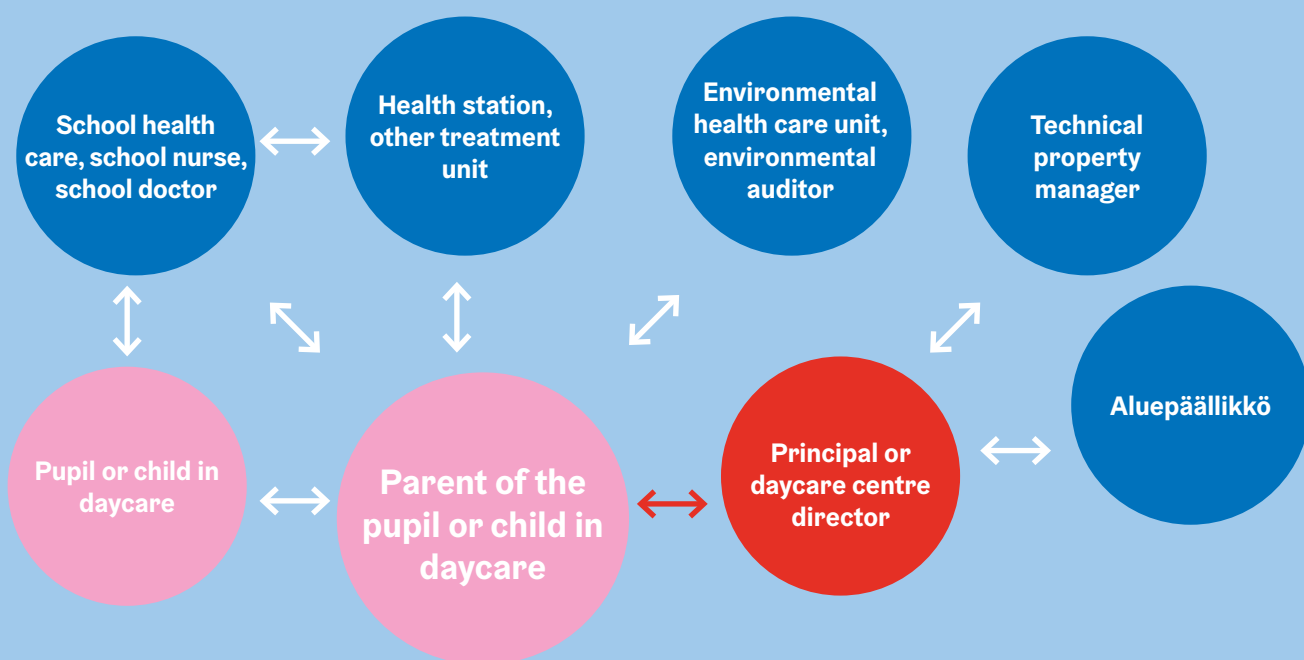 School health
care, school nurse,
school doctor
Health station,
other treatment
unit
Environmental
health care unit,
environmental
auditor
Technical
property
manager
Aluepäällikkö
Pupil or child in
daycare
Parent of the
pupil or child in
daycare
Principal or
daycare centre
director